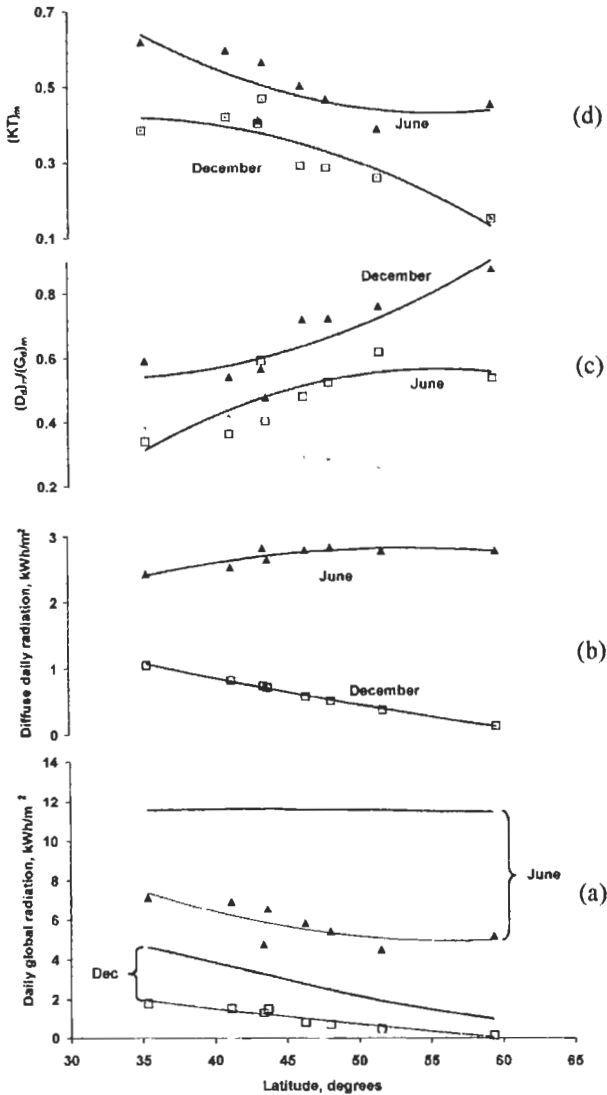 0.7
0.5
0.3
0.1
(KT)m
June
December
(d)
0.8
0.6
0.4
0.2
(Dd)m/(Gd)m
December
June
(c)
3
2
1
0
Diffuse daily radiation, kWh/m²
June
December
(b)
14
12
10
8
6
4
2
0
Daily global radiation, kWh/m²
June
Dec
(a)
30 35 40 45 50 55 60 65
Latitude, degrees